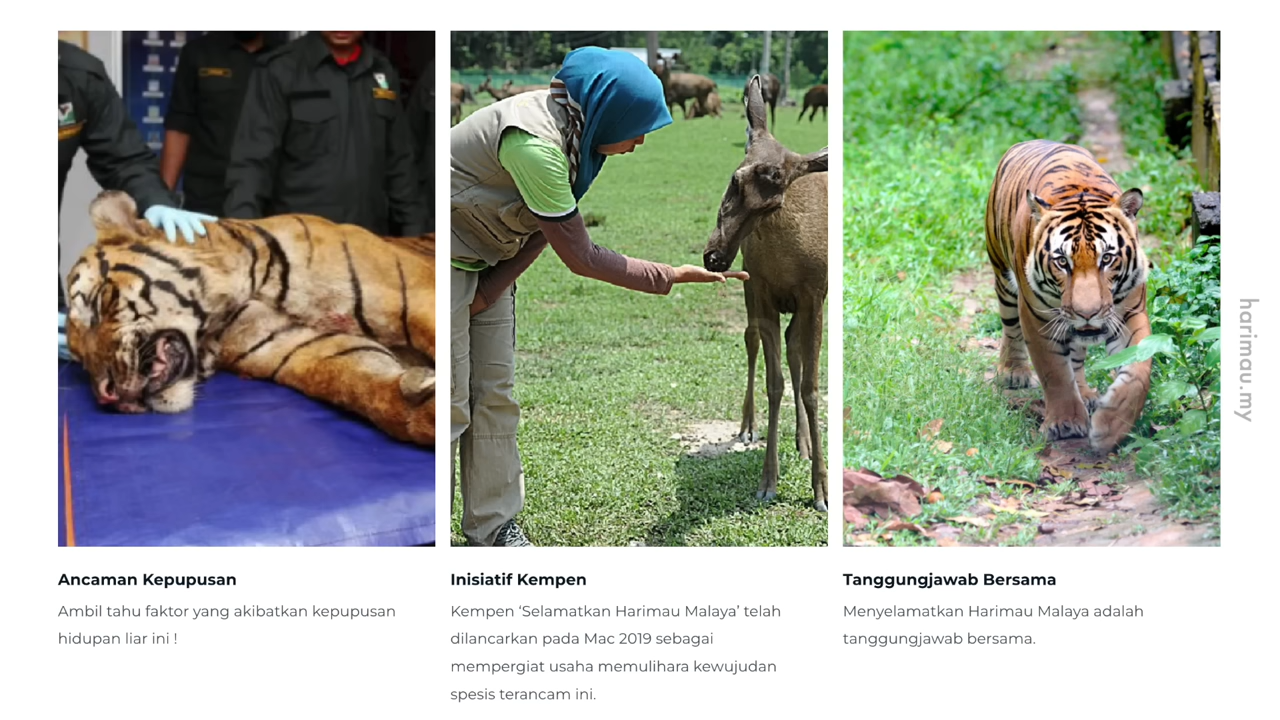 Ancaman Kepupusan
Ambil tahu faktor yang akibatkan kepupusan
hidupan liar ini !
Inisiatif Kempen
Kempen ‘Selamatkan Harimau Malaya’ telah
dilancarkan pada Mac 2019 sebagai
mempergiat usaha memulihara kewujudan
spesis terancam ini.
Tanggungjawab Bersama
Menyelamatkan Harimau Malaya adalah
tanggungjawab bersama.
harimau.my